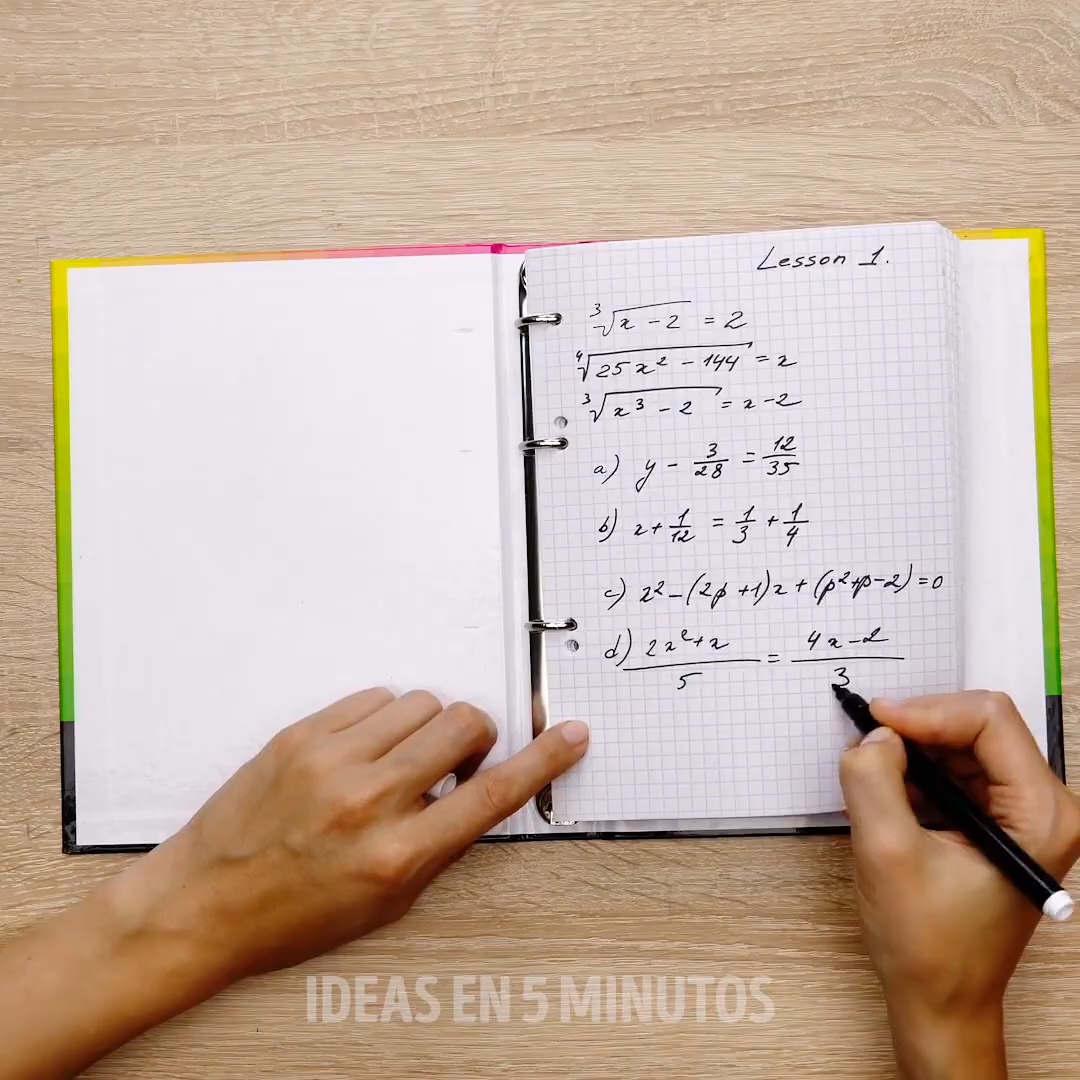 Lesson 1.
∛(x - 2) = 2
∜(25x² - 144) = x
∛(x³ - 2) = x - 2
a) y - 3/28 = 12/35
b) x + 1/12 = 1/3 + 1/4
c) x² - (2p + 1)x + (p² + p - 2) = 0
d) (2x² + x)/5 = (4x - 2)/3
IDEAS EN 5 MINUTOS